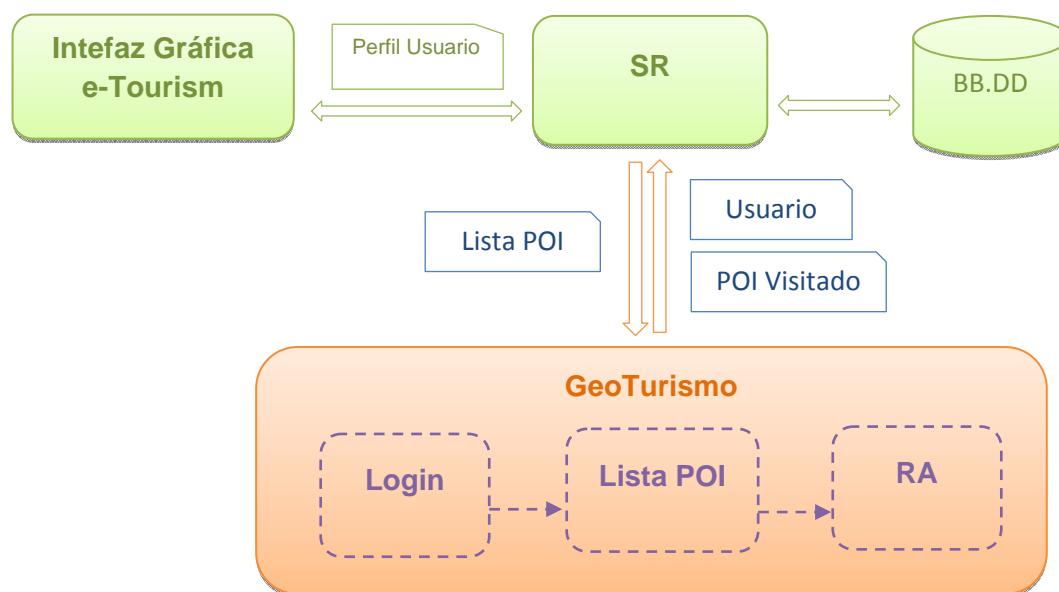 Intefaz Gráfica
e-Tourism
Perfil Usuario
SR
BB.DD
Lista POI
Usuario
POI Visitado
GeoTurismo
Login
Lista POI
RA